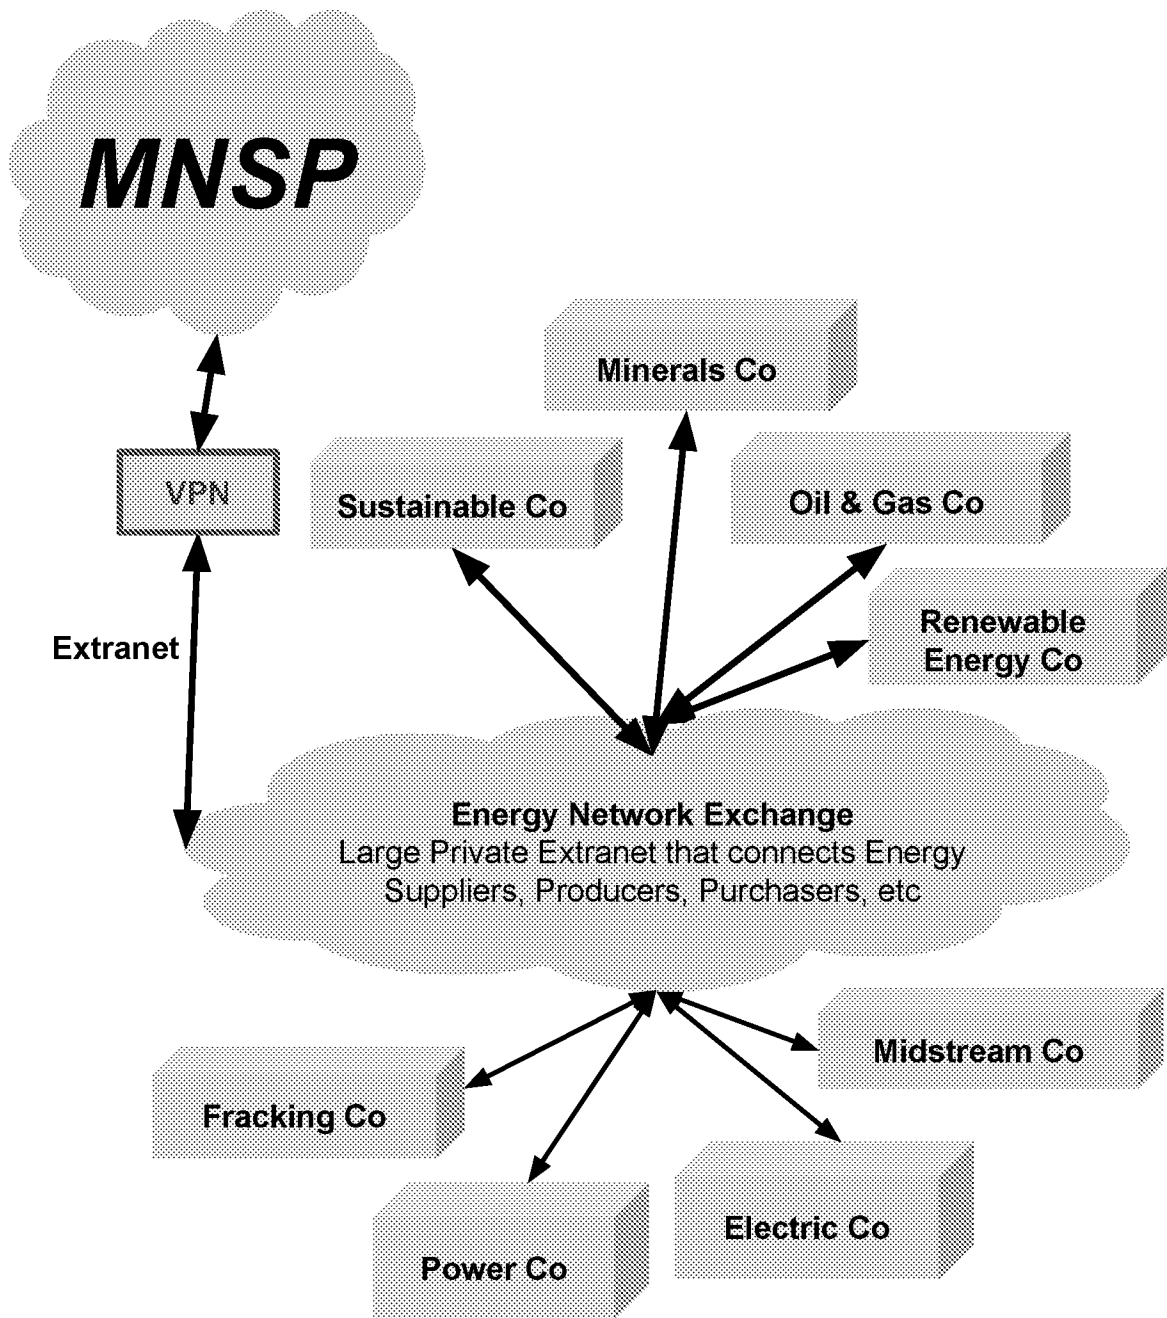 MNSP
Minerals Co
VPN
Sustainable Co
Oil & Gas Co
Extranet
Renewable
Energy Co
Energy Network Exchange
Large Private Extranet that connects Energy
Suppliers, Producers, Purchasers, etc
Midstream Co
Fracking Co
Electric Co
Power Co